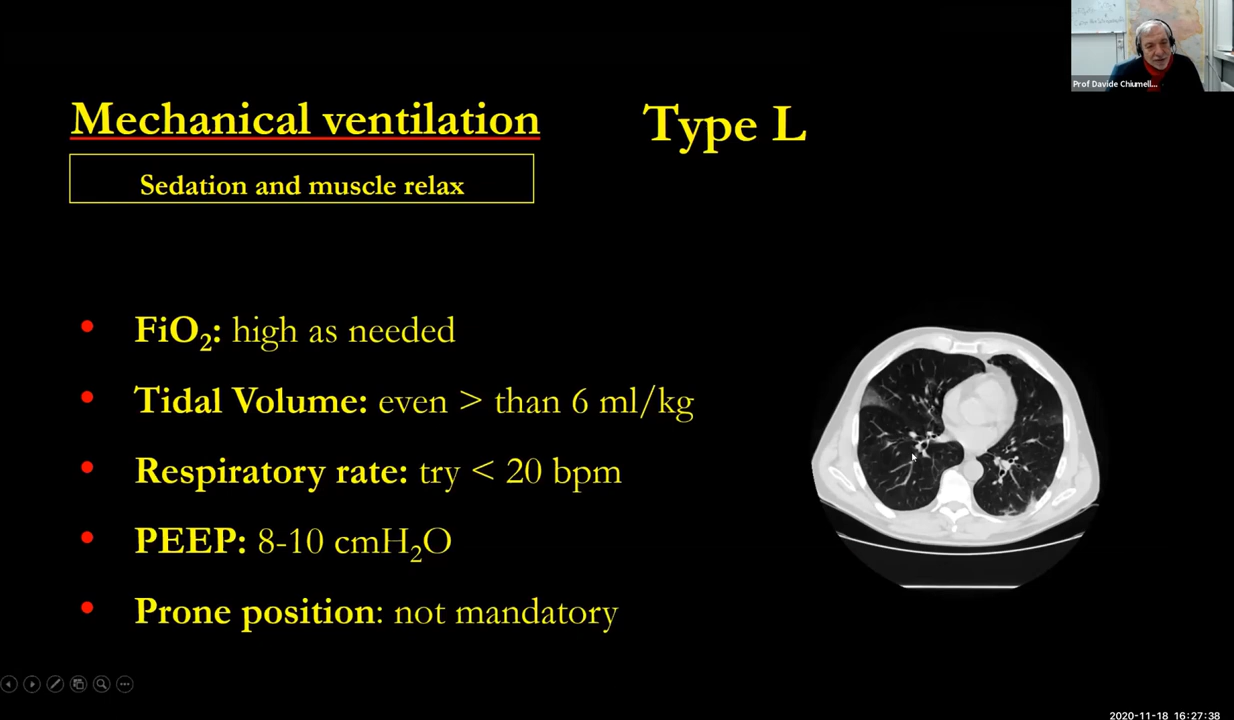 Prof Davide Chiumell...
Mechanical ventilation
Type L
Sedation and muscle relax
• FiO₂: high as needed
• Tidal Volume: even > than 6 ml/kg
• Respiratory rate: try < 20 bpm
• PEEP: 8-10 cmH₂O
• Prone position: not mandatory
2020-11-18 16:27:38